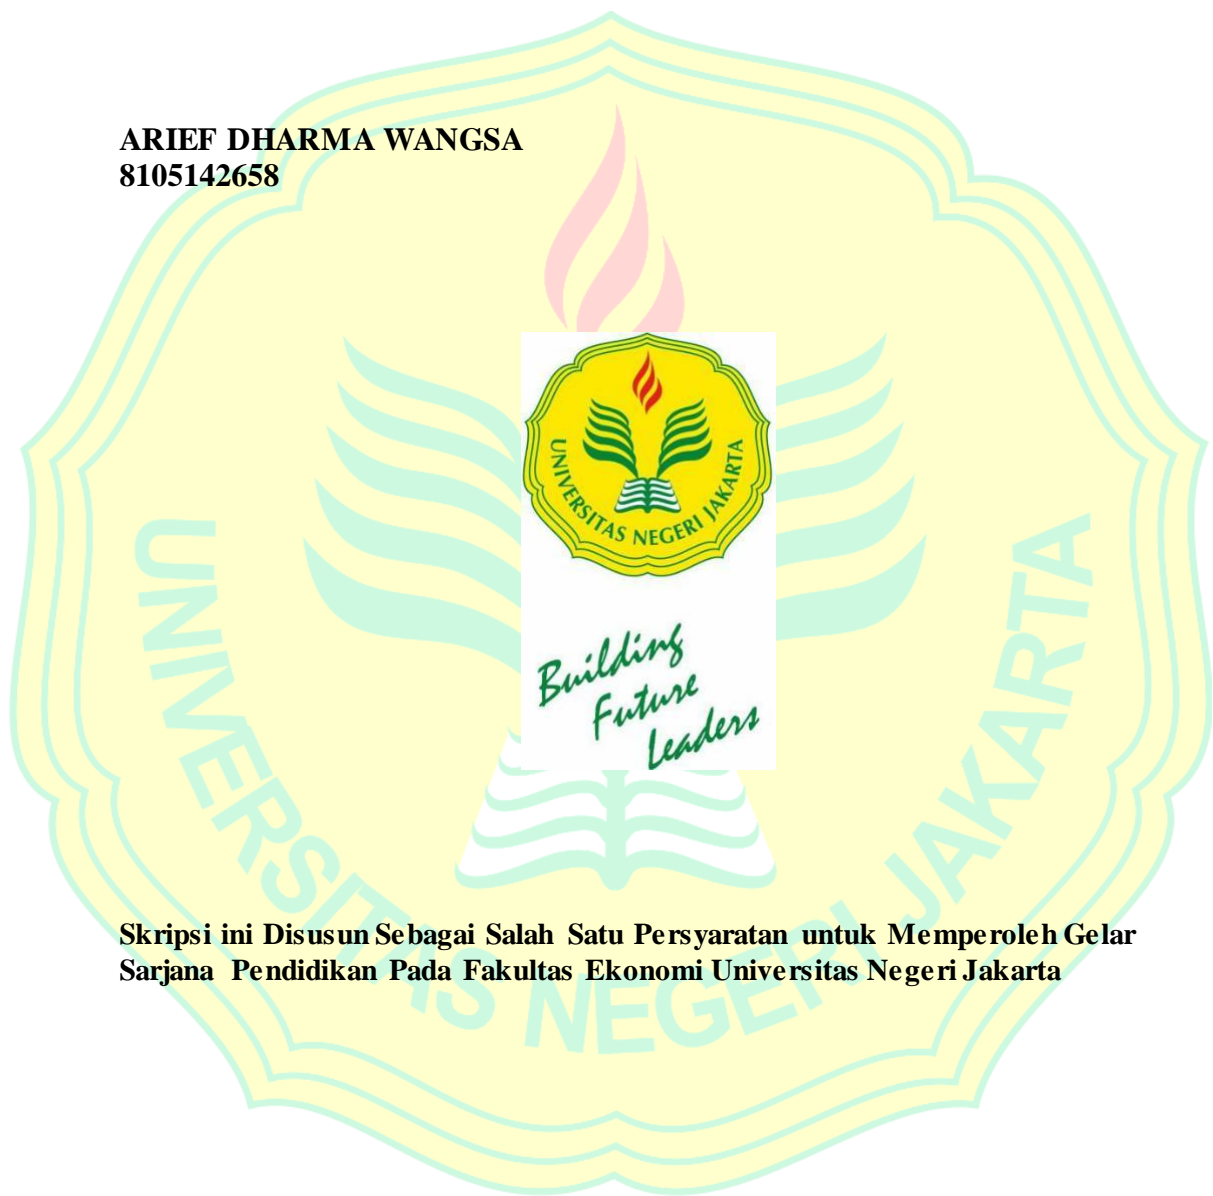 ARIEF DHARMA WANGSA
8105142658
UNIVERSITAS NEGERI JAKARTA
Building
Future
Leaders
Skripsi ini Disusun Sebagai Salah Satu Persyaratan untuk Memperoleh Gelar
Sarjana Pendidikan Pada Fakultas Ekonomi Universitas Negeri Jakarta
UNIVERSITAS NEGERI JAKARTA